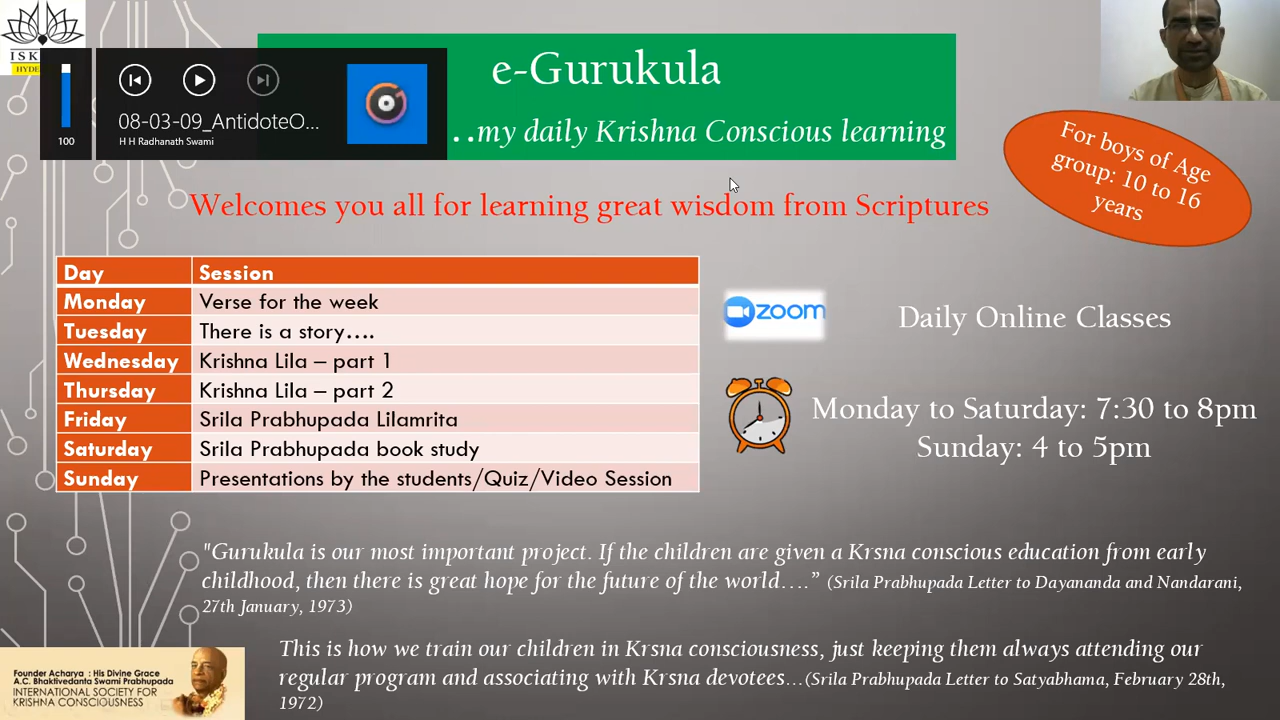 ISK
HYDE
100
08-03-09_AntidoteO...
H H Radhanath Swami
e-Gurukula
..my daily Krishna Conscious learning
For boys of Age
group: 10 to 16
years
Welcomes you all for learning great wisdom from Scriptures
Day Session
Monday Verse for the week
Tuesday There is a story....
Wednesday Krishna Lila – part 1
Thursday Krishna Lila – part 2
Friday Srila Prabhupada Lilamrita
Saturday Srila Prabhupada book study
Sunday Presentations by the students/Quiz/Video Session
zoom
Daily Online Classes
Monday to Saturday: 7:30 to 8pm
Sunday: 4 to 5pm
"Gurukula is our most important project. If the children are given a Krsna conscious education from early
childhood, then there is great hope for the future of the world....” (Srila Prabhupada Letter to Dayananda and Nandarani,
27th January, 1973)
This is how we train our children in Krsna consciousness, just keeping them always attending our
regular program and associating with Krsna devotees...(Srila Prabhupada Letter to Satyabhama, February 28th,
1972)
Founder Acharya : His Divine Grace
A.C. Bhaktivedanta Swami Prabhupada
INTERNATIONAL SOCIETY FOR
KRISHNA CONSCIOUSNESS